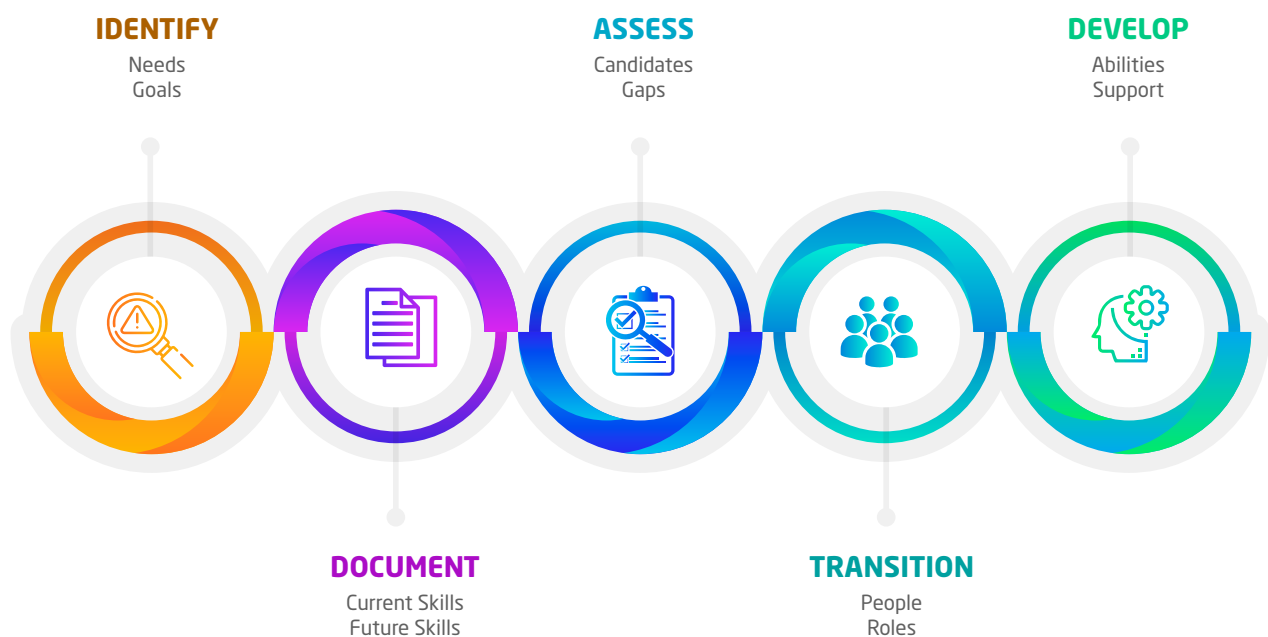 IDENTIFY
Needs
Goals
DOCUMENT
Current Skills
Future Skills
ASSESS
Candidates
Gaps
TRANSITION
People
Roles
DEVELOP
Abilities
Support